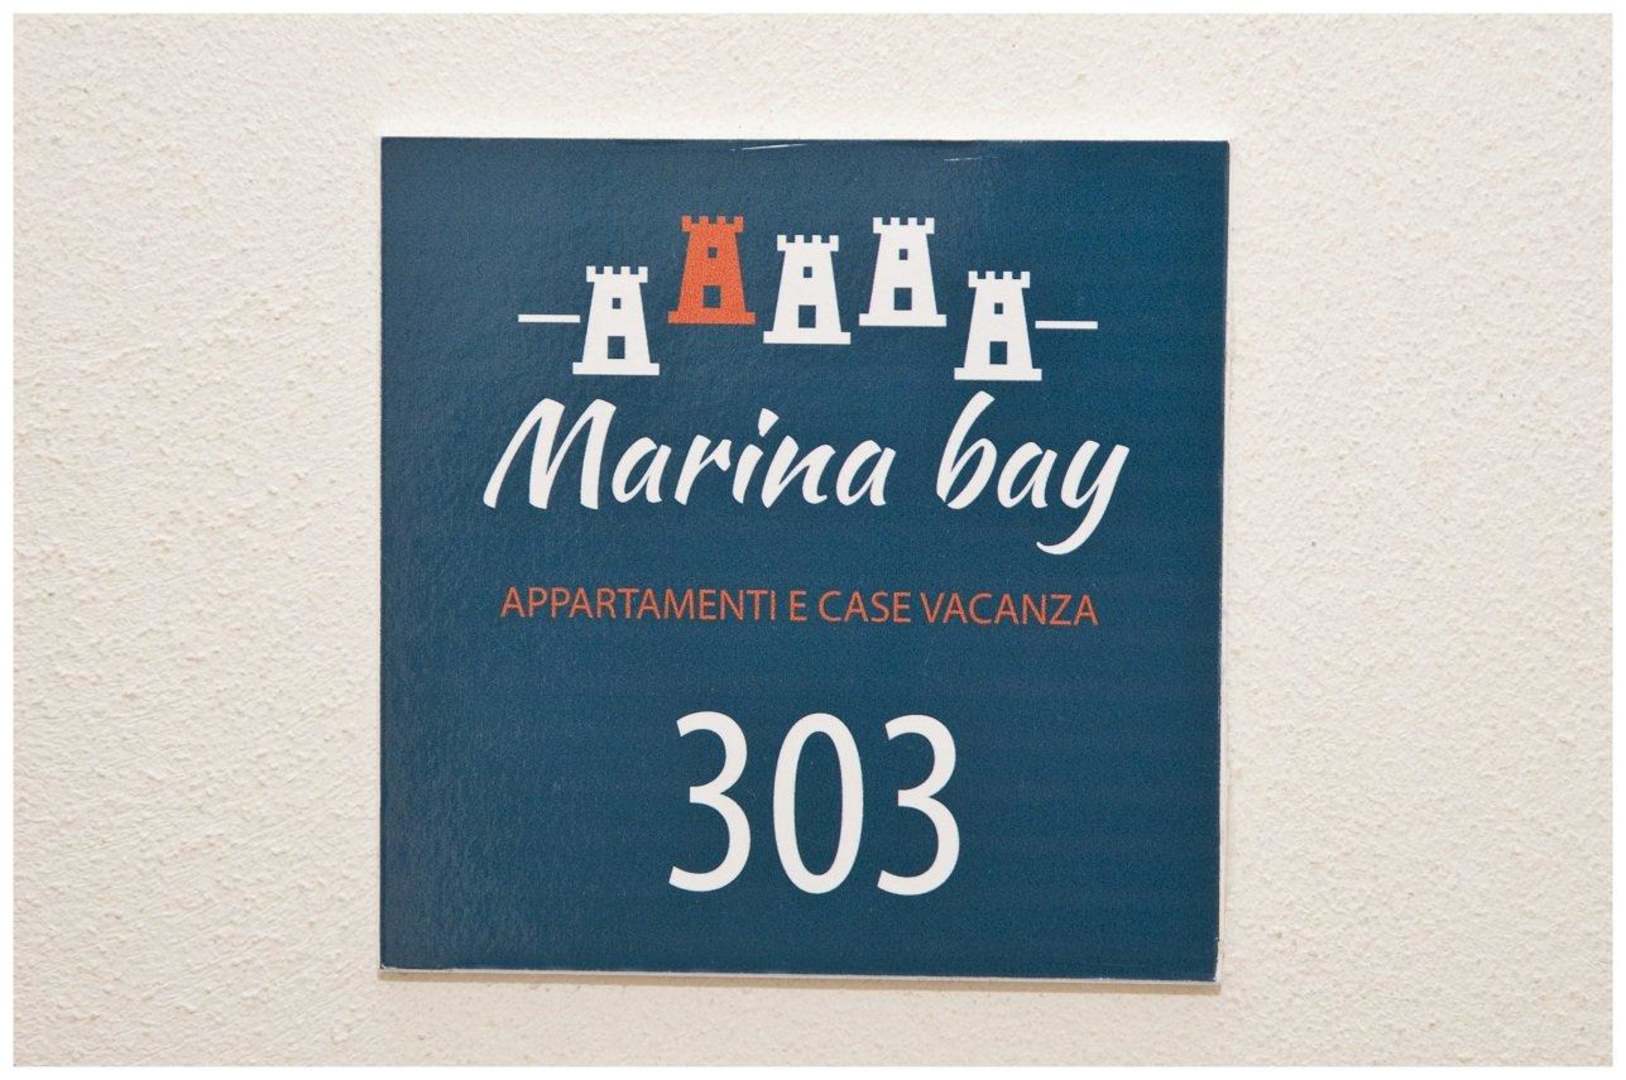 Marina bay
APPARTAMENTI E CASE VACANZA
303